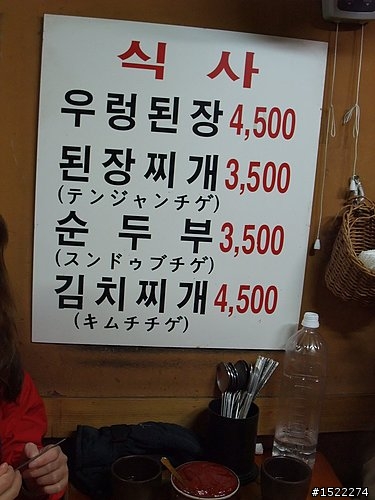 식 사
우렁된장 4,500
된장찌개 3,500
(テンジャンチゲ)
순두부 3,500
(スンドゥブチゲ)
김치찌개 4,500
(キムチチゲ)
#1522274